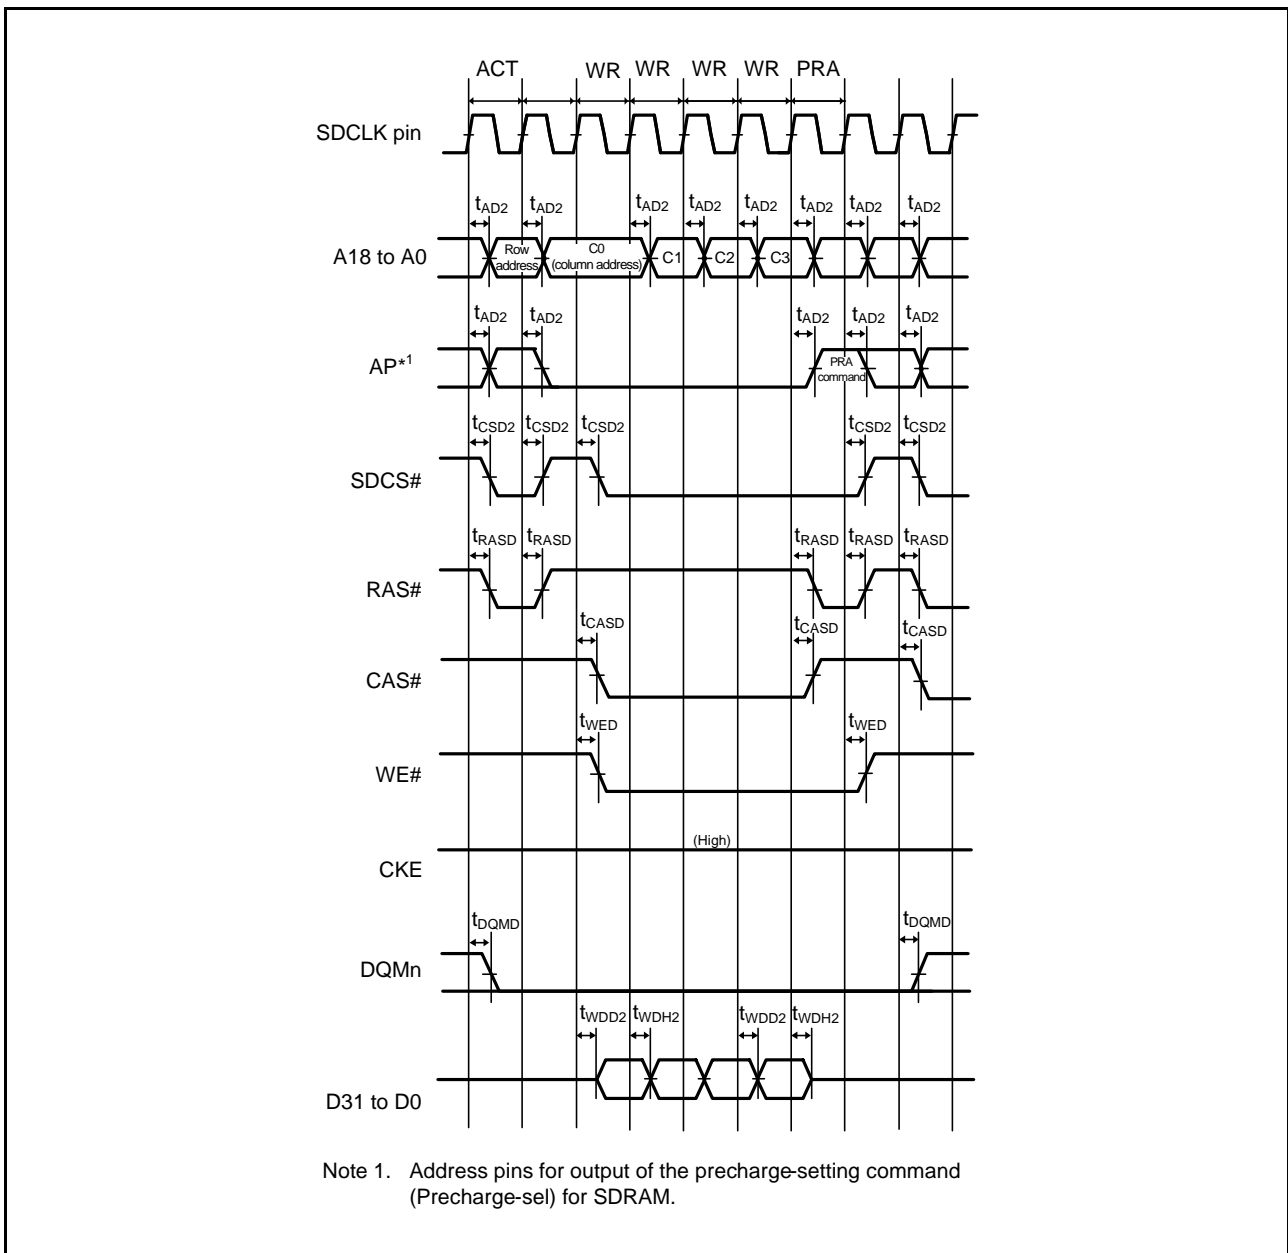 ACT WR WR WR WR PRA
SDCLK pin
tAD2 tAD2 tAD2 tAD2 tAD2 tAD2 tAD2 tAD2
A18 to A0
Row
address
C0
(column address)
C1 C2 C3
tAD2 tAD2 tAD2 tAD2 tAD2
AP*1
PRA
command
tCSD2 tCSD2 tCSD2 tCSD2 tCSD2
SDCS#
tRASD tRASD tRASD tRASD tRASD
RAS#
tCASD tCASD tCASD
CAS#
tWED tWED
WE#
(High)
CKE
tDQMD tDQMD
DQMn
tWDD2 tWDH2 tWDD2 tWDH2
D31 to D0
Note 1. Address pins for output of the precharge-setting command
(Precharge-sel) for SDRAM.